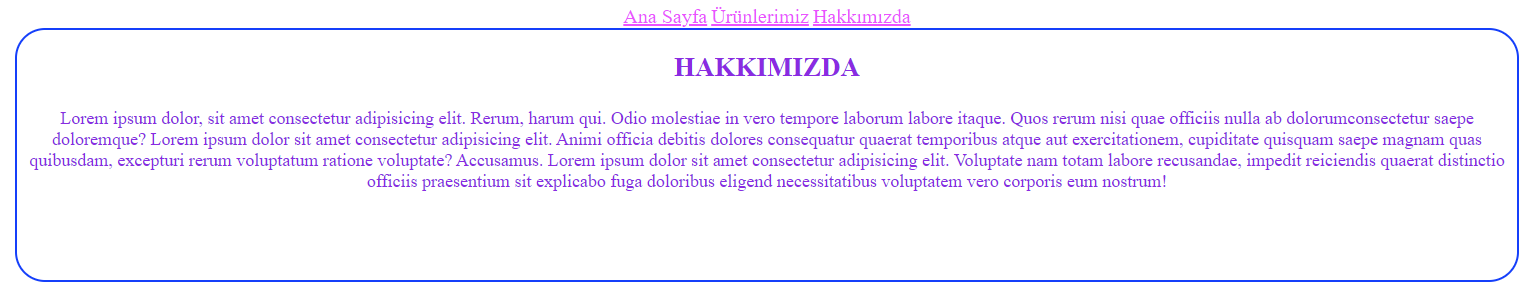 Ana Sayfa Ürünlerimiz Hakkımızda
HAKKIMIZDA
Lorem ipsum dolor, sit amet consectetur adipisicing elit. Rerum, harum qui. Odio molestiae in vero tempore laborum labore itaque. Quos rerum nisi quae officiis nulla ab dolorumconsectetur saepe
doloremque? Lorem ipsum dolor sit amet consectetur adipisicing elit. Animi officia debitis dolores consequatur quaerat temporibus atque aut exercitationem, cupiditate quisquam saepe magnam quas
quibusdam, excepturi rerum voluptatum ratione voluptate? Accusamus. Lorem ipsum dolor sit amet consectetur adipisicing elit. Voluptate nam totam labore recusandae, impedit reiciendis quaerat distinctio
officiis praesentium sit explicabo fuga doloribus eligend necessitatibus voluptatem vero corporis eum nostrum!